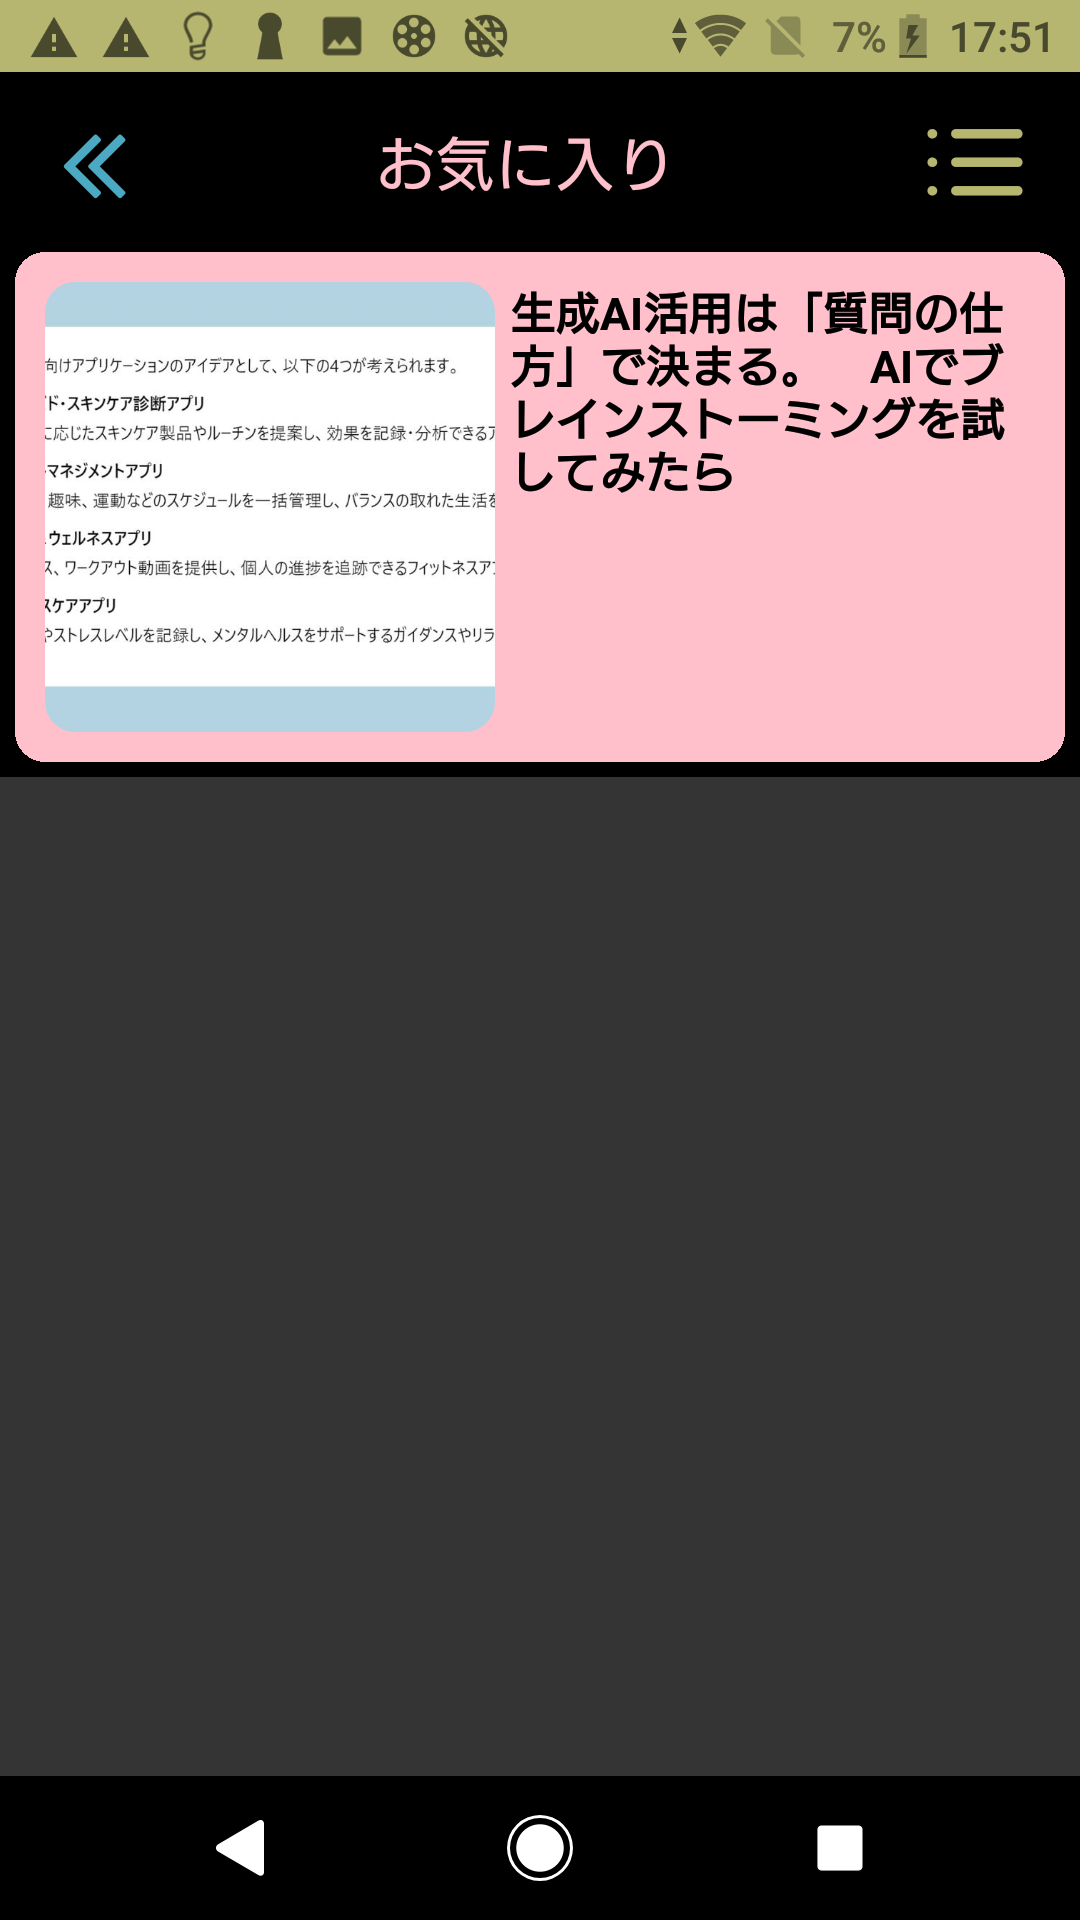 7% 17:51
お気に入り
生成AI活用は「質問の仕
方」で決まる。　AIでブ
レインストーミングを試
してみたら
向けアプリケーションのアイデアとして、以下の4つが考えられます。
ド・スキンケア診断アプリ
に応じたスキンケア製品やルーチンを提案し、効果を記録・分析できるア
マネジメントアプリ
趣味、運動などのスケジュールを一括管理し、バランスの取れた生活を
ウェルネスアプリ
ス、ワークアウト動画を提供し、個人の進捗を追跡できるフィットネスア
スケアアプリ
やストレスレベルを記録し、メンタルヘルスをサポートするガイダンスやリラ